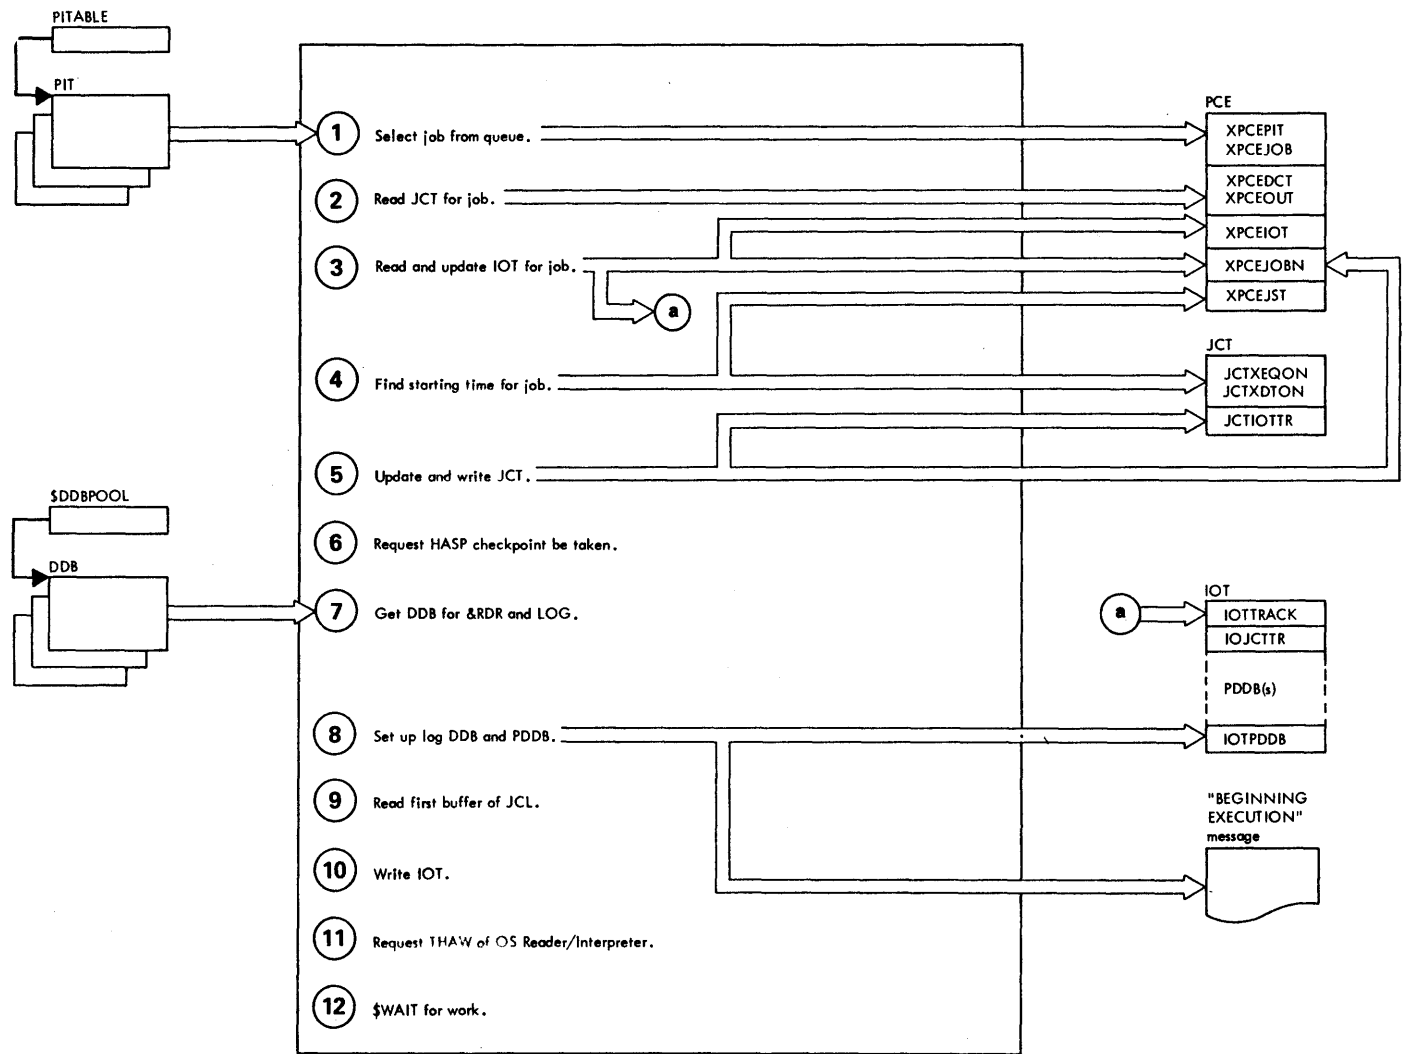 PITABLE
PIT
1 Select job from queue.
2 Read JCT for job.
3 Read and update IOT for job.
a
4 Find starting time for job.
5 Update and write JCT.
$DDBPOOL
DDB
6 Request HASP checkpoint be taken.
7 Get DDB for &RDR and LOG.
8 Set up log DDB and PDDB.
9 Read first buffer of JCL.
10 Write IOT.
11 Request THAW of OS Reader/Interpreter.
12 $WAIT for work.
PCE
XPCEPIT
XPCEJOB
XPCEDCT
XPCEOUT
XPCEIOT
XPCEJOBN
XPCEJST
JCT
JCTXEQON
JCTXDTON
JCTIOTTR
IOT
a
IOTTRACK
IOJCTTR
PDDB(s)
IOTPDDB
"BEGINNING
EXECUTION"
message